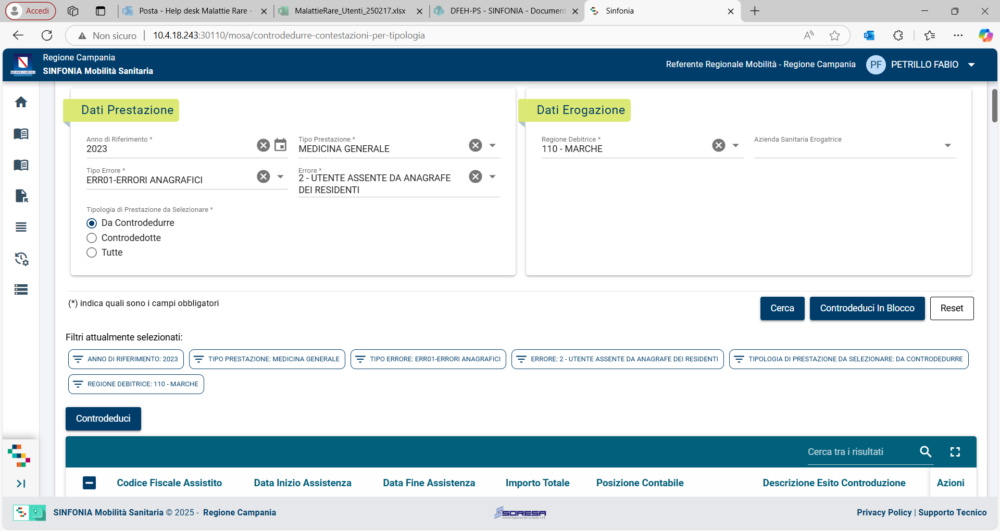 Accedi
Posta - Help desk Malattie Rare -
MalattieRare_Utenti_250217.xlsx
DFEH-PS - SINFONIA - Document
Sinfonia
Non sicuro
10.4.18.243:30110/mosa/controdedurre-contestazioni-per-tipologia
Regione Campania
SINFONIA Mobilità Sanitaria
Referente Regionale Mobilità - Regione Campania
PF
PETRILLO FABIO
Dati Prestazione
Anno di Riferimento *
2023
Tipo Prestazione *
MEDICINA GENERALE
Tipo Errore *
ERR01-ERRORI ANAGRAFICI
Errore *
2 - UTENTE ASSENTE DA ANAGRAFE
DEI RESIDENTI
Tipologia di Prestazione da Selezionare *
Da Controdedurre
Controdedotte
Tutte
Dati Erogazione
Regione Debitrice *
110 - MARCHE
Azienda Sanitaria Erogatrice
(*) indica quali sono i campi obbligatori
Cerca
Controdeduci In Blocco
Reset
Filtri attualmente selezionati:
ANNO DI RIFERIMENTO: 2023
TIPO PRESTAZIONE: MEDICINA GENERALE
TIPO ERRORE: ERR01-ERRORI ANAGRAFICI
ERRORE: 2 - UTENTE ASSENTE DA ANAGRAFE DEI RESIDENTI
TIPOLOGIA DI PRESTAZIONE DA SELEZIONARE: DA CONTRODEDURRE
REGIONE DEBITRICE: 110 - MARCHE
Controdeduci
Cerca tra i risultati
Codice Fiscale Assistito
Data Inizio Assistenza
Data Fine Assistenza
Importo Totale
Posizione Contabile
Descrizione Esito Controduzione
Azioni
SINFONIA Mobilità Sanitaria © 2025 - Regione Campania
SORESA
Privacy Policy | Supporto Tecnico